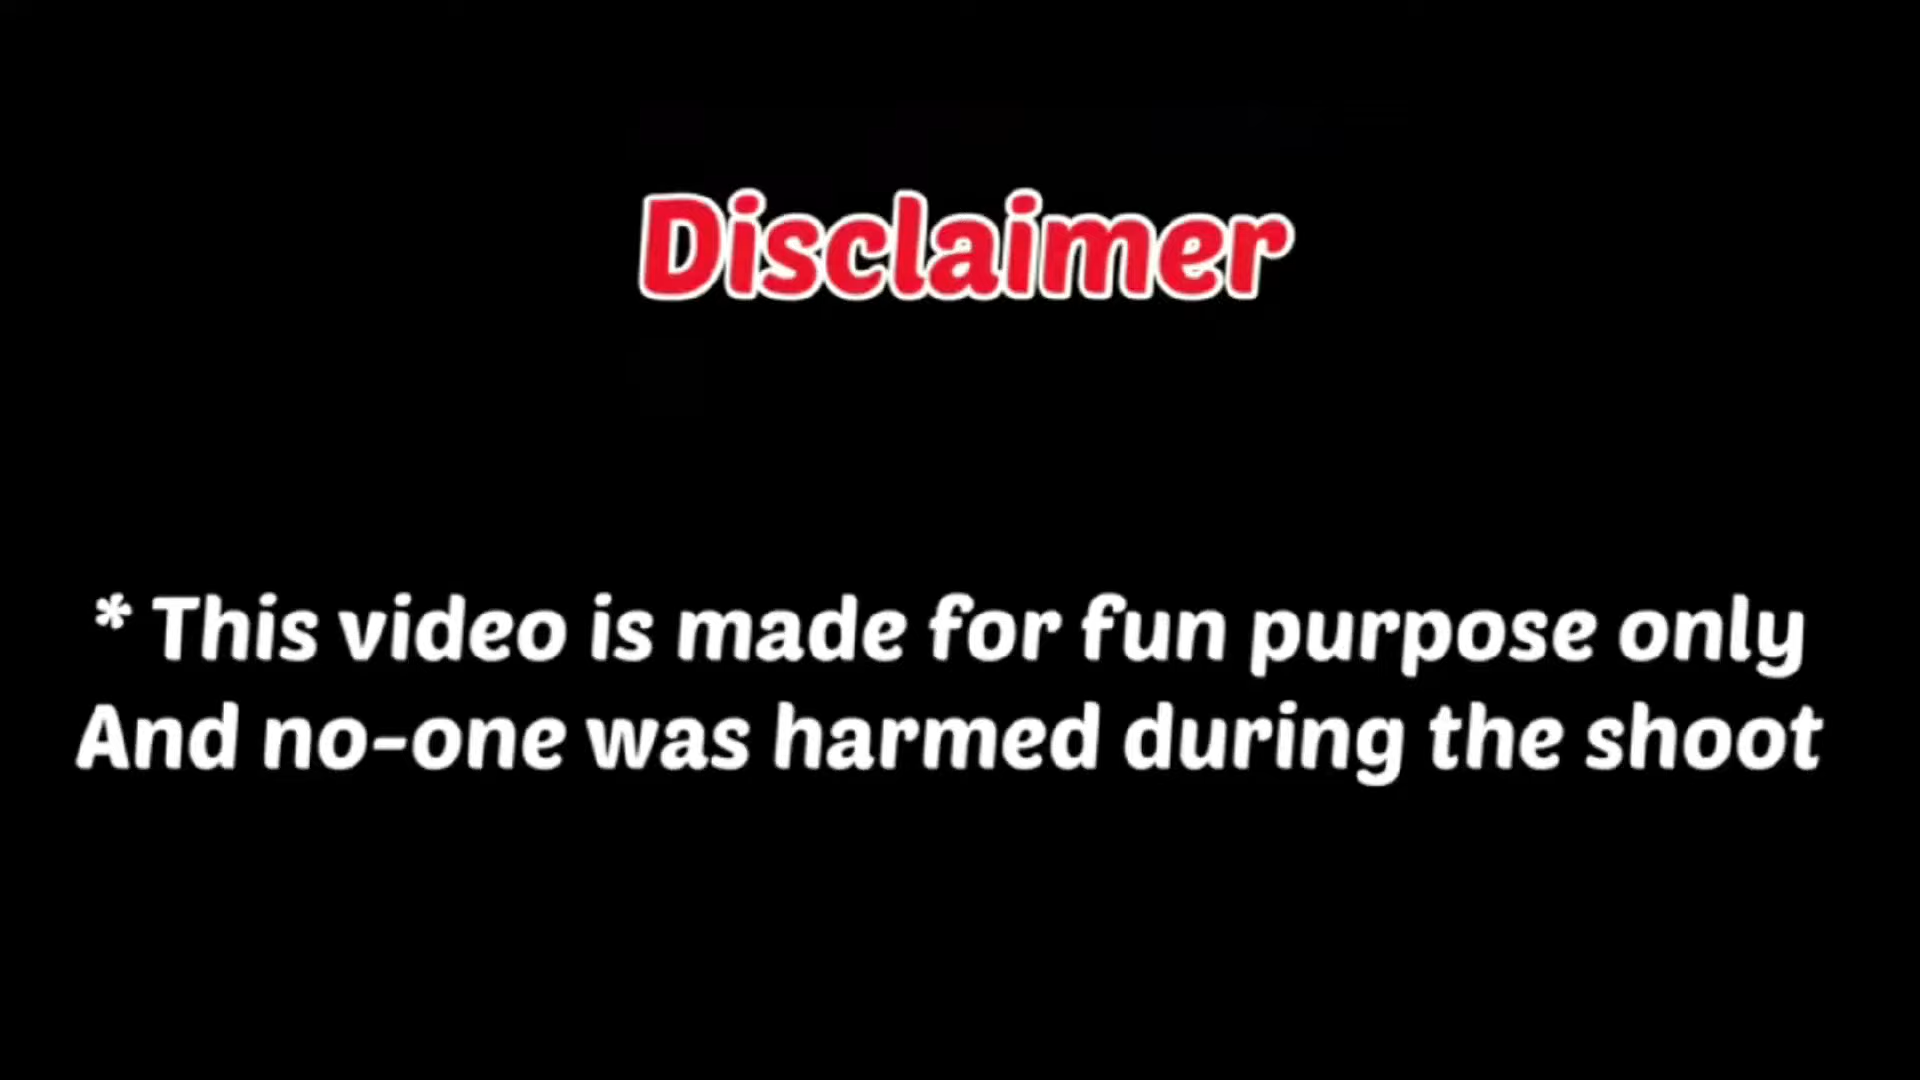 Disclaimer
* This video is made for fun purpose only
And no-one was harmed during the shoot